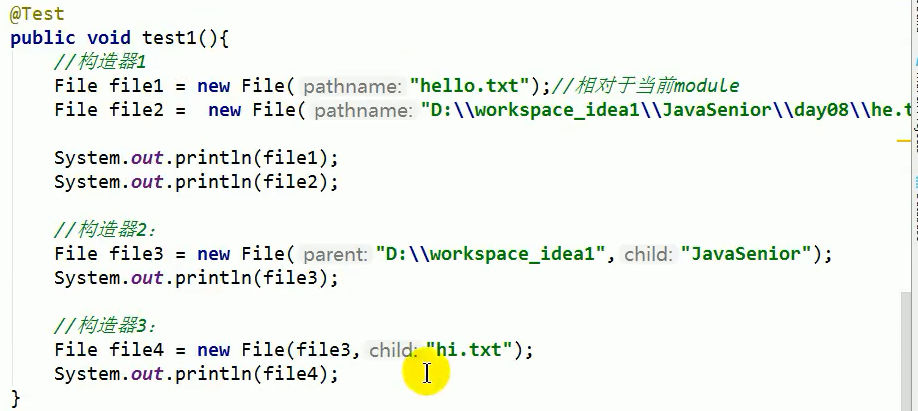 @Test
public void test1(){
//构造器1
File file1 = new File( pathname: "hello.txt");//相对于当前module
File file2 =  new File( pathname: "D:\\workspace_idea1\\JavaSenior\\day08\\he.t
System.out.println(file1);
System.out.println(file2);
//构造器2：
File file3 = new File( parent: "D:\\workspace_idea1", child: "JavaSenior");
System.out.println(file3);
//构造器3：
File file4 = new File(file3, child: "hi.txt");
System.out.println(file4);
}